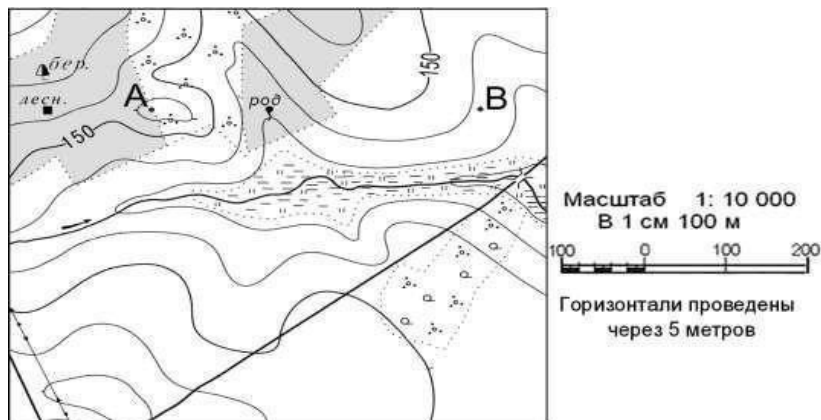 бер.
лесн.
A
род
B
150
150
Масштаб 1: 10 000
В 1 см 100 м
100 0 100 200
Горизонтали проведены
через 5 метров